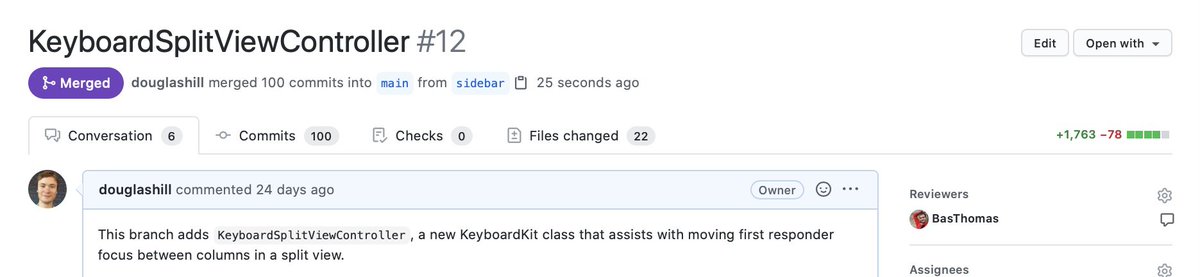 KeyboardSplitViewController #12
Edit
Open with
Merged
douglashill merged 100 commits into main from sidebar 25 seconds ago
Conversation 6
Commits 100
Checks 0
Files changed 22
+1,763 −78
douglashill commented 24 days ago
Owner
This branch adds KeyboardSplitViewController, a new KeyboardKit class that assists with moving first responder
focus between columns in a split view.
Reviewers
BasThomas
Assignees